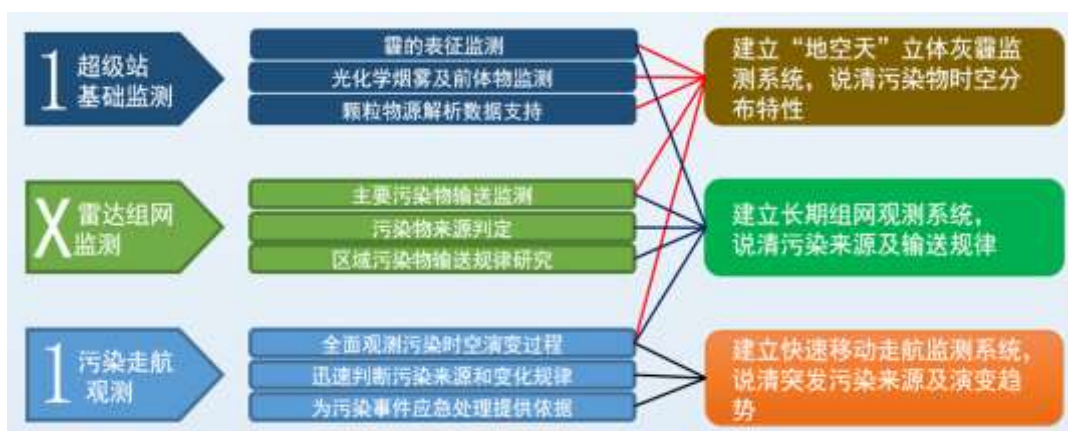 1
超级站
基础监测
霾的表征监测
光化学烟雾及前体物监测
颗粒物源解析数据支持
建立“地空天”立体灰霾监
测系统，说清污染物时空分
布特性
X
雷达组网
监测
主要污染物输送监测
污染物来源判定
区域污染物输送规律研究
建立长期组网观测系统，
说清污染来源及输送规律
1
污染走航
观测
全面观测污染时空演变过程
迅速判断污染来源和变化规律
为污染事件应急处理提供依据
建立快速移动走航监测系统，
说清突发污染来源及演变趋
势